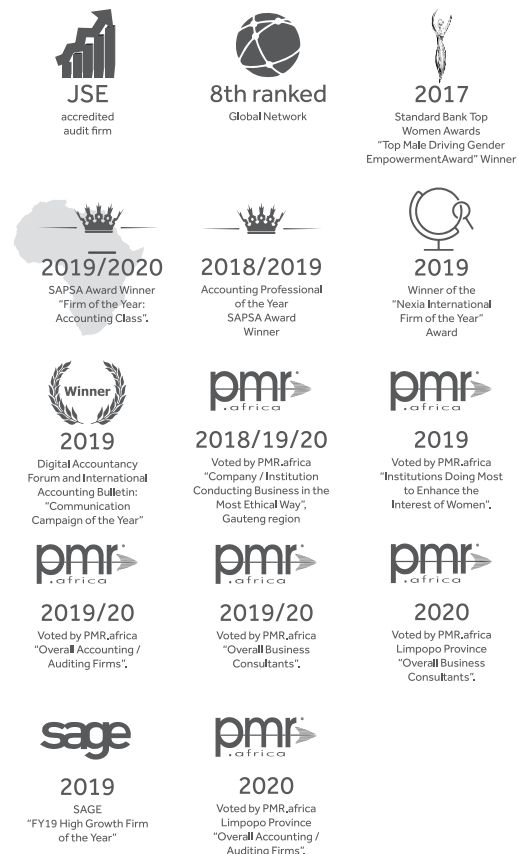 JSE
accredited
audit firm
8th ranked
Global Network
2017
Standard Bank Top
Women Awards
“Top Male Driving Gender
EmpowermentAward” Winner
2019/2020
SAPSA Award Winner
“Firm of the Year:
Accounting Class”.
2018/2019
Accounting Professional
of the Year
SAPSA Award
Winner
2019
Winner of the
“Nexia International
Firm of the Year”
Award
Winner
2019
Digital Accountancy
Forum and International
Accounting Bulletin:
“Communication
Campaign of the Year”
pmr
.africa
2018/19/20
Voted by PMR.africa
“Company / Institution
Conducting Business in the
Most Ethical Way”,
Gauteng region
pmr
.africa
2019
Voted by PMR.africa
“Institutions Doing Most
to Enhance the
Interest of Women”.
pmr
.africa
2019/20
Voted by PMR.africa
“Overall Accounting /
Auditing Firms”.
pmr
.africa
2019/20
Voted by PMR.africa
“Overall Business
Consultants”.
pmr
.africa
2020
Voted by PMR.africa
Limpopo Province
“Overall Business
Consultants”.
sage
2019
SAGE
“FY19 High Growth Firm
of the Year”
pmr
.africa
2020
Voted by PMR.africa
Limpopo Province
“Overall Accounting /
Auditing Firms”.